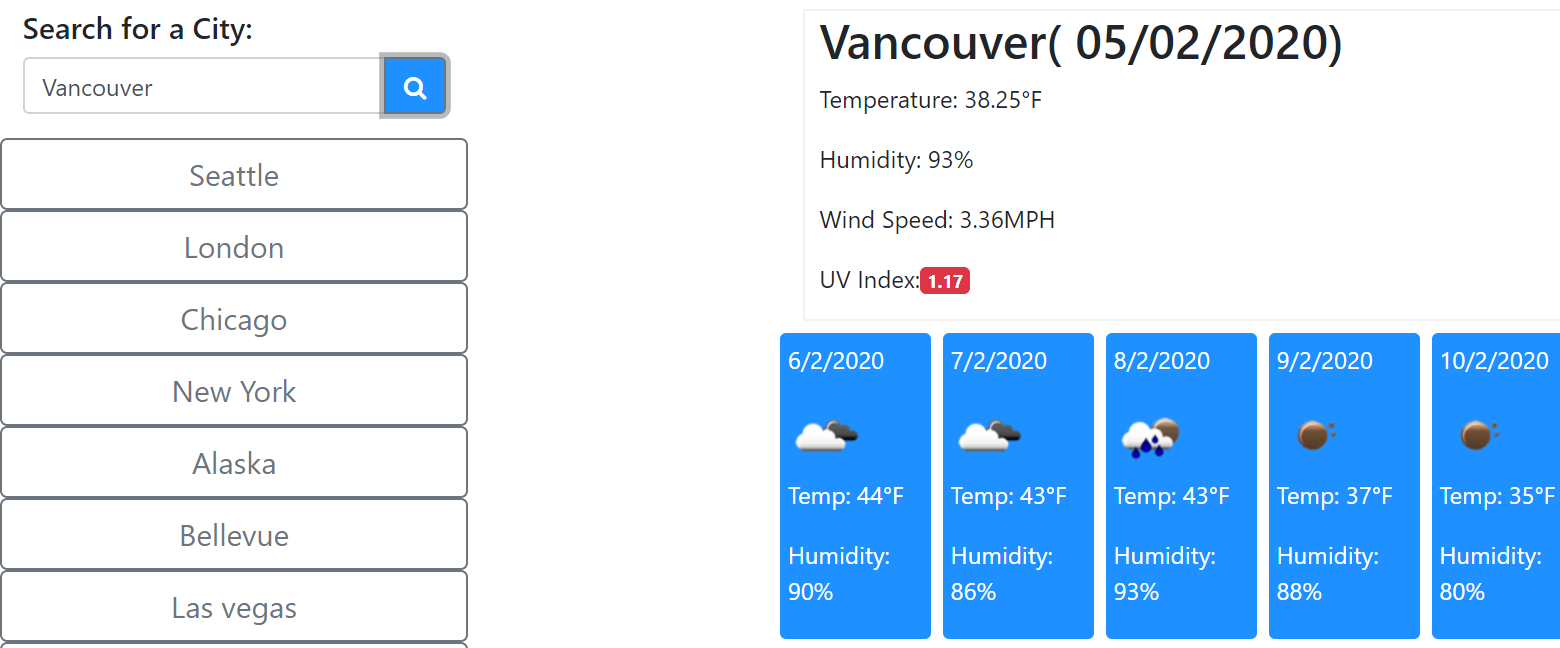 Search for a City:
Vancouver
Seattle
London
Chicago
New York
Alaska
Bellevue
Las vegas
Vancouver( 05/02/2020)
Temperature: 38.25°F
Humidity: 93%
Wind Speed: 3.36MPH
UV Index:1.17
6/2/2020
Temp: 44°F
Humidity:
90%
7/2/2020
Temp: 43°F
Humidity:
86%
8/2/2020
Temp: 43°F
Humidity:
93%
9/2/2020
Temp: 37°F
Humidity:
88%
10/2/2020
Temp: 35°F
Humidity:
80%